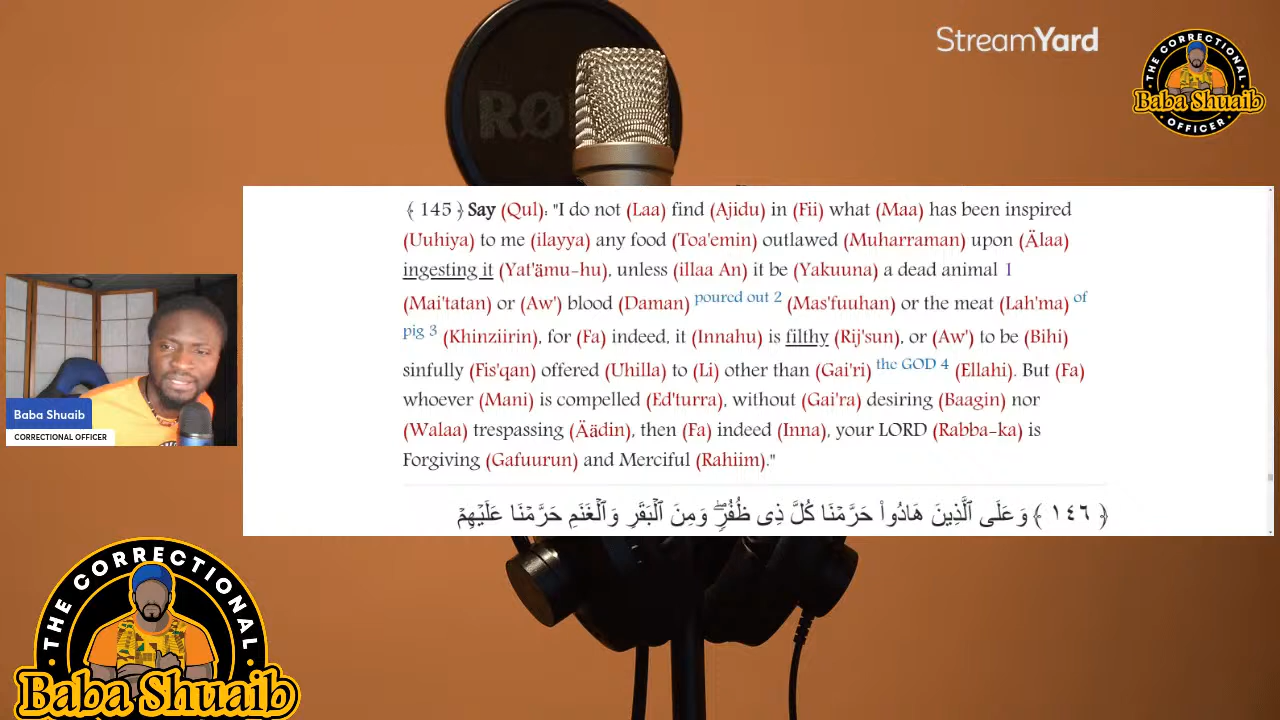 StreamYard
THE CORRECTIONAL
Baba Shuaib
OFFICER
RØ
﴾ 145 ﴿ Say (Qul): "I do not (Laa) find (Ajidu) in (Fii) what (Maa) has been inspired
(Uuhiya) to me (ilayya) any food (Toa'emin) outlawed (Muharraman) upon (Älaa)
ingesting it (Yat'ämu-hu), unless (illaa An) it be (Yakuuna) a dead animal 1
(Mai'tatan) or (Aw') blood (Daman) poured out 2 (Mas'fuuhan) or the meat (Lah'ma) of
pig 3 (Khinziirin), for (Fa) indeed, it (Innahu) is filthy (Rij'sun), or (Aw') to be (Bihi)
sinfully (Fis'qan) offered (Uhilla) to (Li) other than (Gai'ri) the GOD 4 (Ellahi). But (Fa)
whoever (Mani) is compelled (Ed'turra), without (Gai'ra) desiring (Baagin) nor
(Walaa) trespassing (Äädin), then (Fa) indeed (Inna), your LORD (Rabba-ka) is
Forgiving (Gafuurun) and Merciful (Rahiim)."
﴿ ١٤٦ ﴾ وَعَلَى ٱلَّذِينَ هَادُوا۟ حَرَّمْنَا كُلَّ ذِى ظُفُرٍۢ ۖ وَمِنَ ٱلْبَقَرِ وَٱلْغَنَمِ حَرَّمْنَا عَلَيْهِمْ
Baba Shuaib
CORRECTIONAL OFFICER
THE CORRECTIONAL
Baba Shuaib